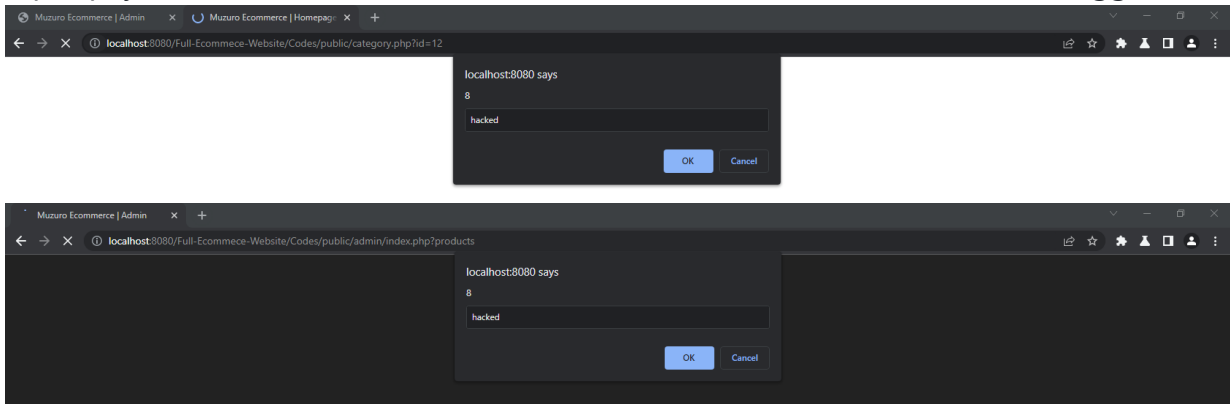 Muzuro Ecommerce | Admin
Muzuro Ecommerce | Homepage
localhost:8080/Full-Ecommece-Website/Codes/public/category.php?id=12
localhost:8080 says
8
hacked
OK Cancel
Muzuro Ecommerce | Admin
localhost:8080/Full-Ecommece-Website/Codes/public/admin/index.php?products
localhost:8080 says
8
hacked
OK Cancel